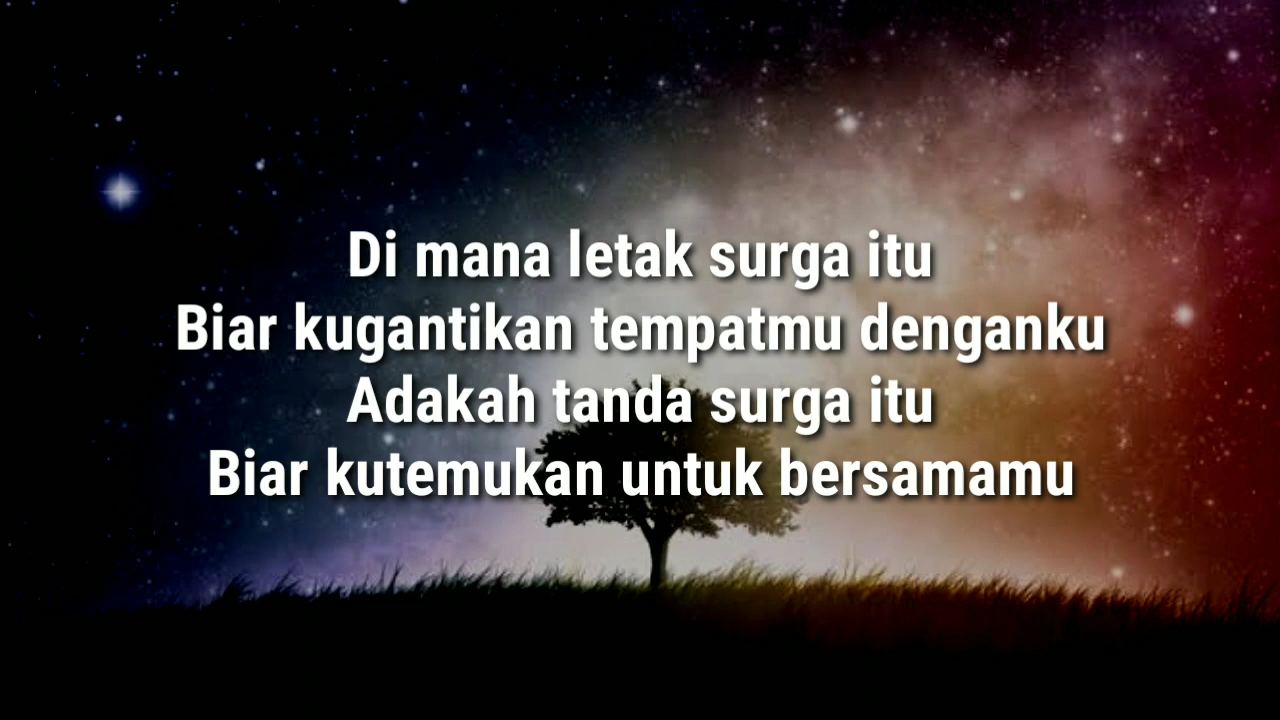 Di mana letak surga itu
Biar kugantikan tempatmu denganku
Adakah tanda surga itu
Biar kutemukan untuk bersamamu